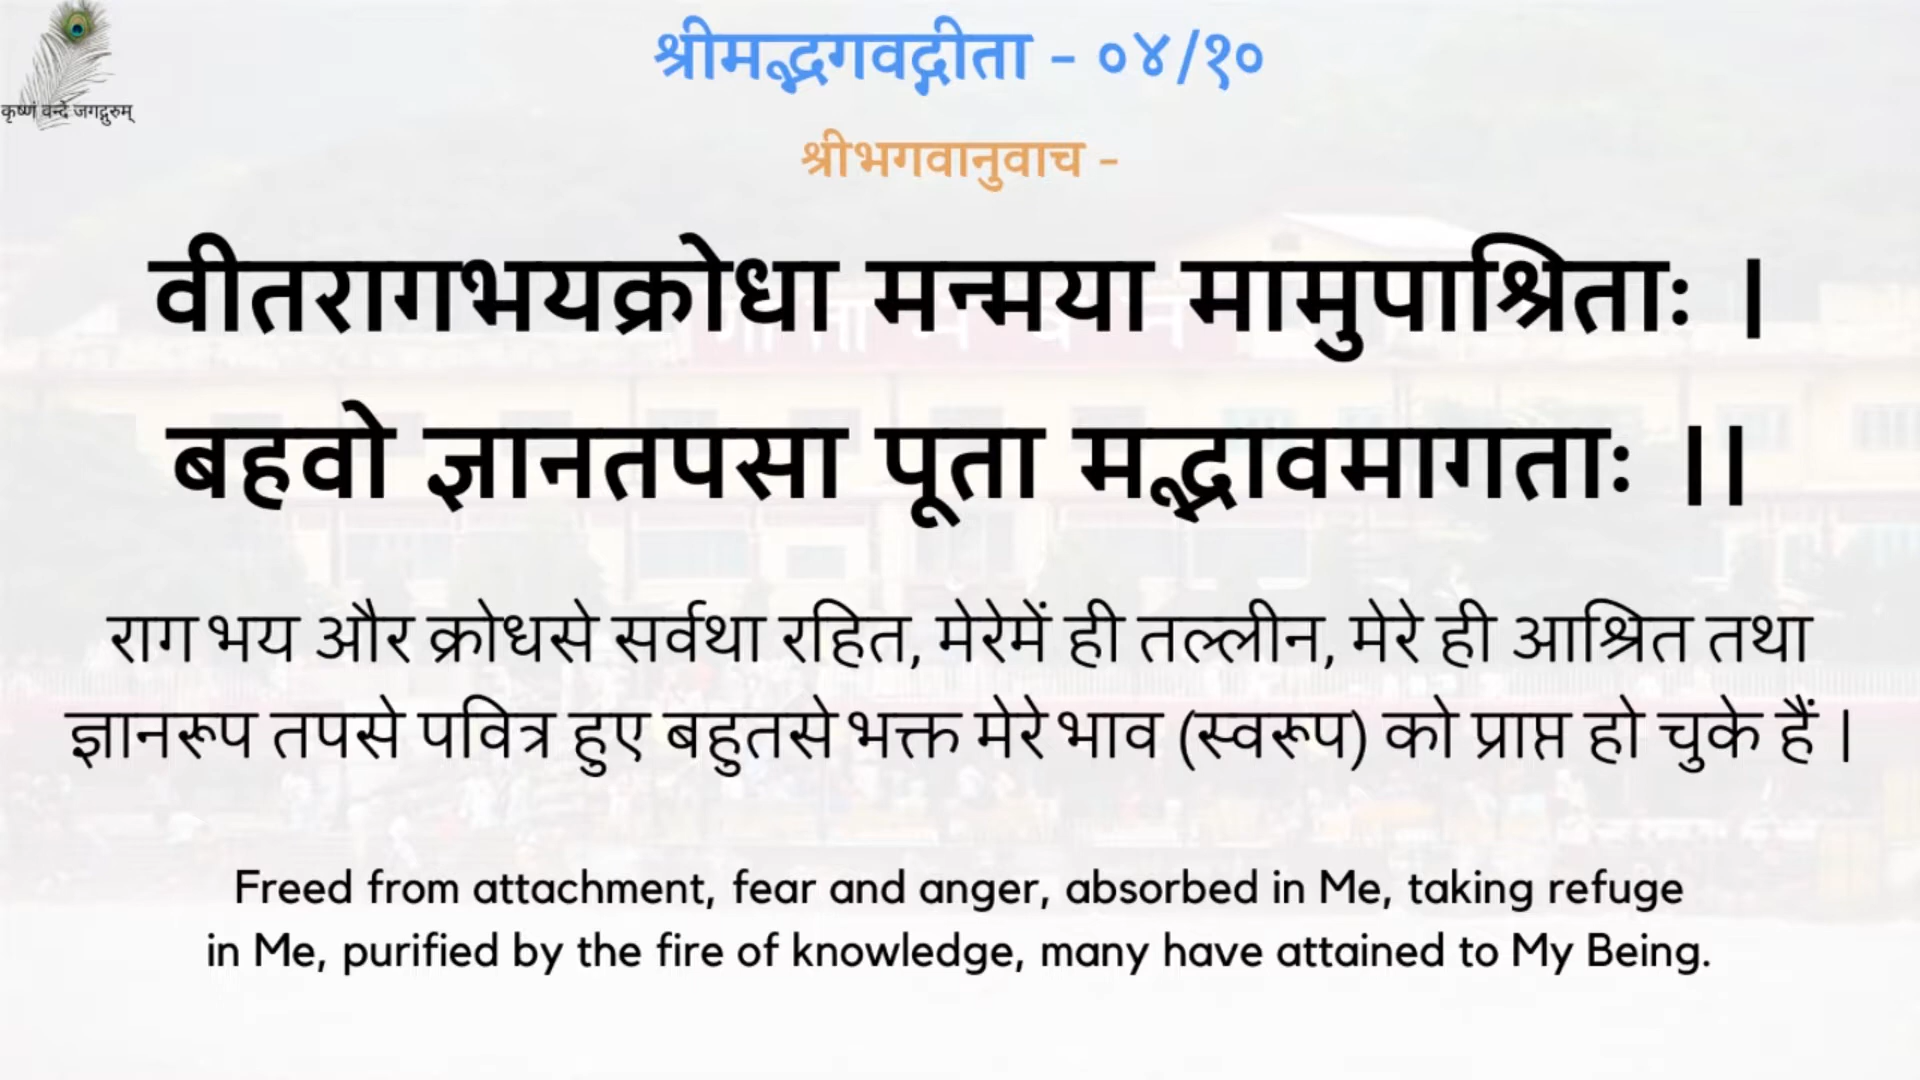 कृष्णं वन्दे जगद्गुरुम्
श्रीमद्भगवद्गीता - ०४/१०
श्रीभगवानुवाच -
वीतरागभयक्रोधा मन्मया मामुपाश्रिताः |
बहवो ज्ञानतपसा पूता मद्भावमागताः ||
राग भय और क्रोधसे सर्वथा रहित, मेरेमें ही तल्लीन, मेरे ही आश्रित तथा
ज्ञानरूप तपसे पवित्र हुए बहुतसे भक्त मेरे भाव (स्वरूप) को प्राप्त हो चुके हैं |
Freed from attachment, fear and anger, absorbed in Me, taking refuge
in Me, purified by the fire of knowledge, many have attained to My Being.